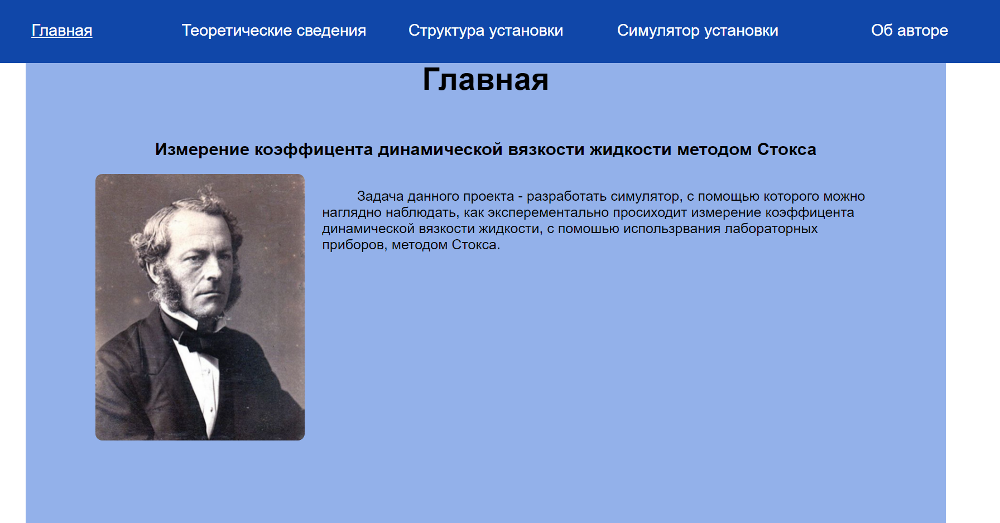 Главная Теоретические сведения Структура установки Симулятор установки Об авторе
Главная
Измерение коэффицента динамической вязкости жидкости методом Стокса
Задача данного проекта - разработать симулятор, с помощью которого можно
наглядно наблюдать, как эксперементально просиходит измерение коэффицента
динамической вязкости жидкости, с помошью использрвания лабораторных
приборов, методом Стокса.